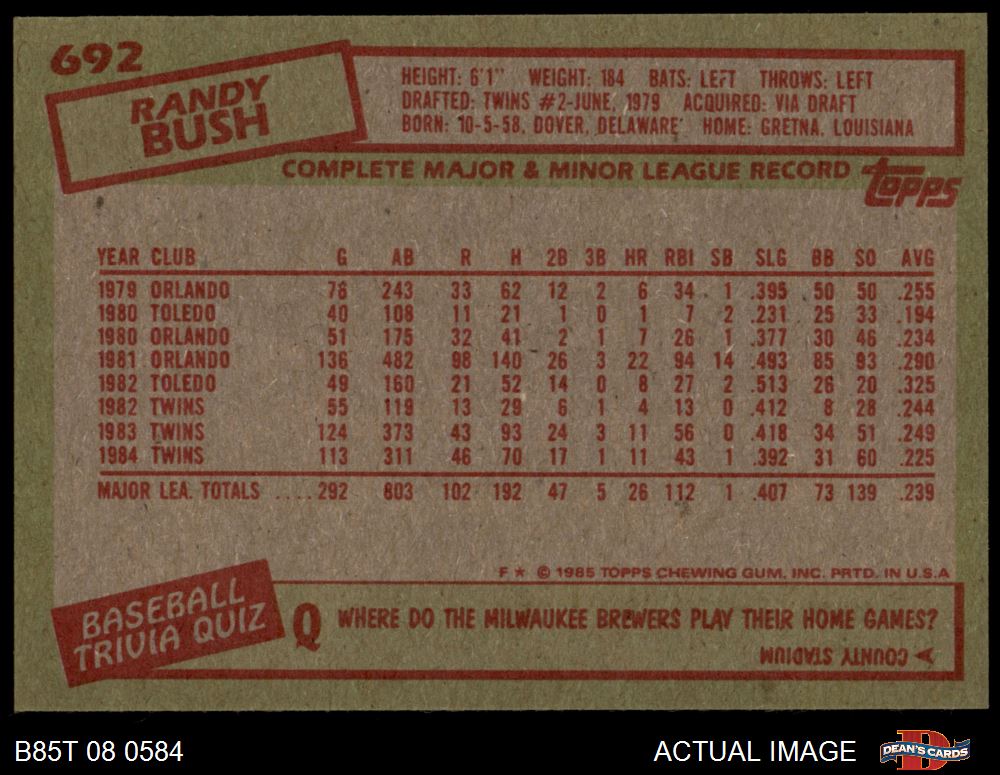 692
RANDY
BUSH
HEIGHT: 6'1" WEIGHT: 184 BATS: LEFT THROWS: LEFT
DRAFTED: TWINS #2-JUNE, 1979 ACQUIRED: VIA DRAFT
BORN: 10-5-58, DOVER, DELAWARE HOME: GRETNA, LOUISIANA
COMPLETE MAJOR & MINOR LEAGUE RECORD
topps
YEAR CLUB G AB R H 2B 3B HR RBI SB SLG BB SO AVG
1979 ORLANDO 76 243 33 62 12 2 6 34 1 .395 50 50 .255
1980 TOLEDO 40 108 11 21 1 0 1 7 2 .231 25 33 .194
1980 ORLANDO 51 175 32 41 2 1 7 26 1 .377 30 46 .234
1981 ORLANDO 136 482 98 140 26 3 22 94 14 .493 85 93 .290
1982 TOLEDO 49 160 21 52 14 0 8 27 2 .513 26 20 .325
1982 TWINS 55 119 13 29 6 1 4 13 0 .412 8 28 .244
1983 TWINS 124 373 43 93 24 3 11 56 0 .418 34 51 .249
1984 TWINS 113 311 46 70 17 1 11 43 1 .392 31 60 .225
MAJOR LEA. TOTALS ....292 803 102 192 47 5 26 112 1 .407 73 139 .239
F★ © 1985 TOPPS CHEWING GUM, INC. PRTD. IN U.S.A
BASEBALL
TRIVIA QUIZ
Q WHERE DO THE MILWAUKEE BREWERS PLAY THEIR HOME GAMES?
A COUNTY STADIUM
B85T 08 0584
ACTUAL IMAGE
D
DEAN'S CARDS